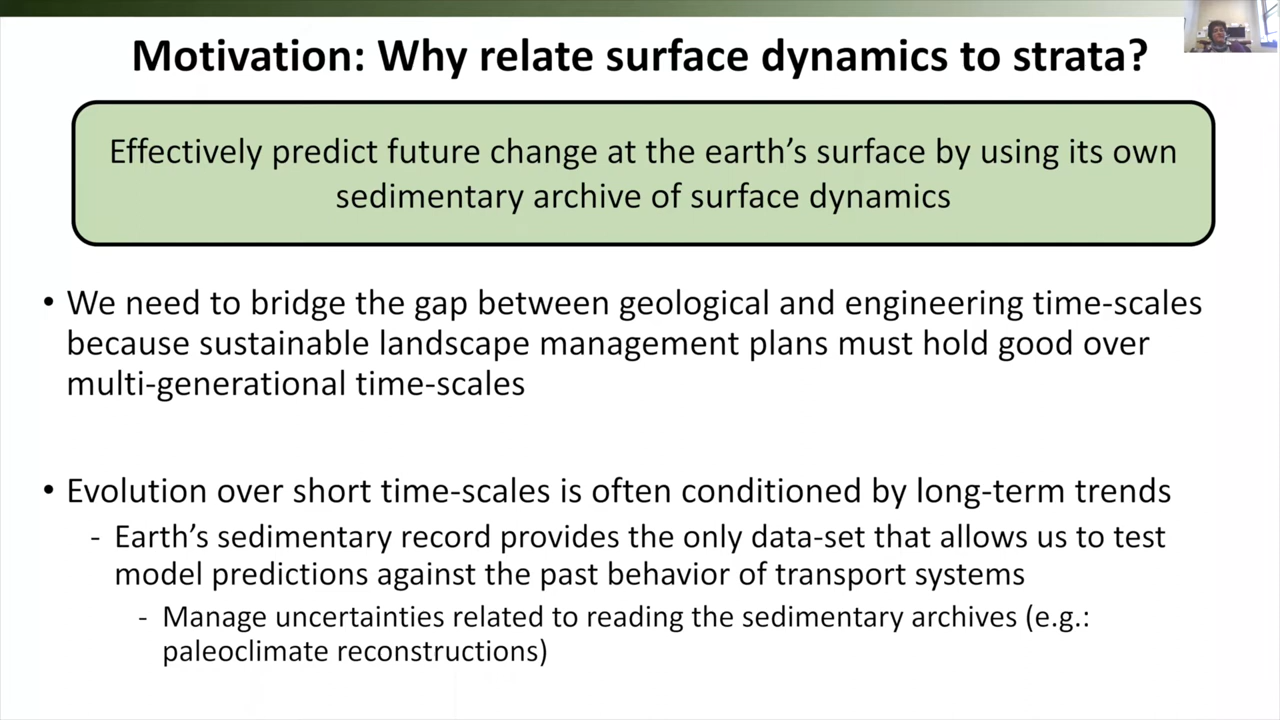 Motivation: Why relate surface dynamics to strata?
Effectively predict future change at the earth's surface by using its own
sedimentary archive of surface dynamics
• We need to bridge the gap between geological and engineering time-scales
because sustainable landscape management plans must hold good over
multi-generational time-scales
• Evolution over short time-scales is often conditioned by long-term trends
- Earth's sedimentary record provides the only data-set that allows us to test
model predictions against the past behavior of transport systems
- Manage uncertainties related to reading the sedimentary archives (e.g.:
paleoclimate reconstructions)